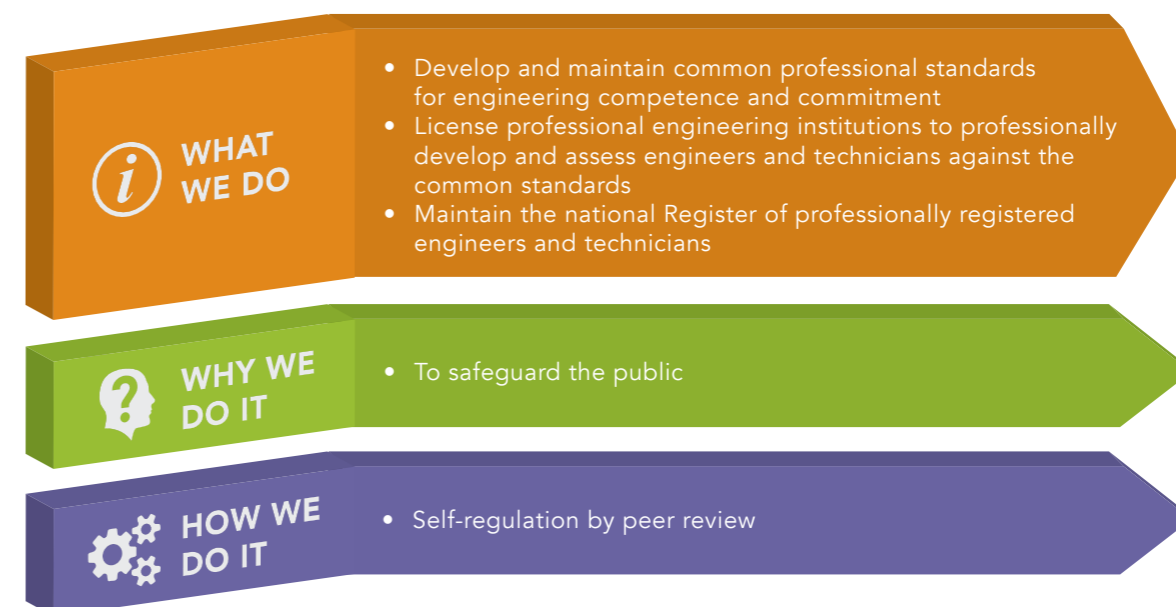 WHAT
WE DO
• Develop and maintain common professional standards
for engineering competence and commitment
• License professional engineering institutions to professionally
develop and assess engineers and technicians against the
common standards
• Maintain the national Register of professionally registered
engineers and technicians
WHY WE
DO IT
• To safeguard the public
HOW WE
DO IT
• Self-regulation by peer review